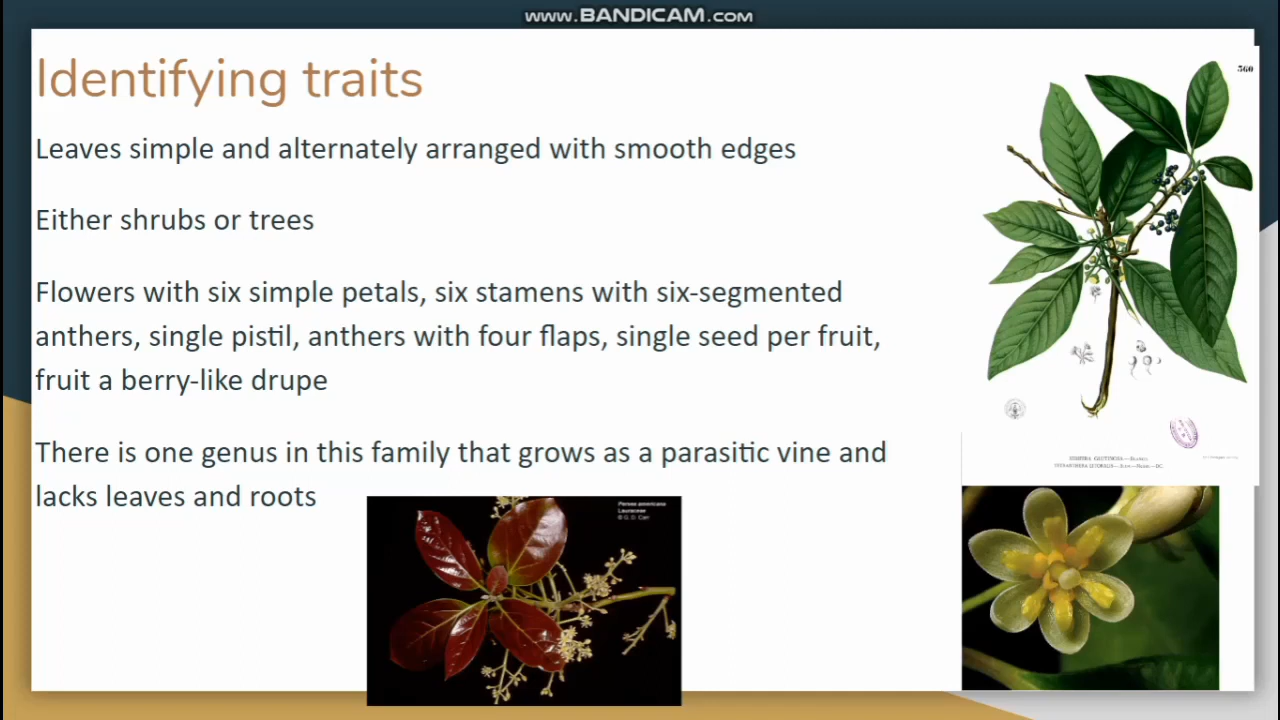 www.BANDICAM.com
Identifying traits
Leaves simple and alternately arranged with smooth edges
Either shrubs or trees
Flowers with six simple petals, six stamens with six-segmented
anthers, single pistil, anthers with four flaps, single seed per fruit,
fruit a berry-like drupe
There is one genus in this family that grows as a parasitic vine and
lacks leaves and roots
560
Persea americana
Lauraceae
© G. D. Carr